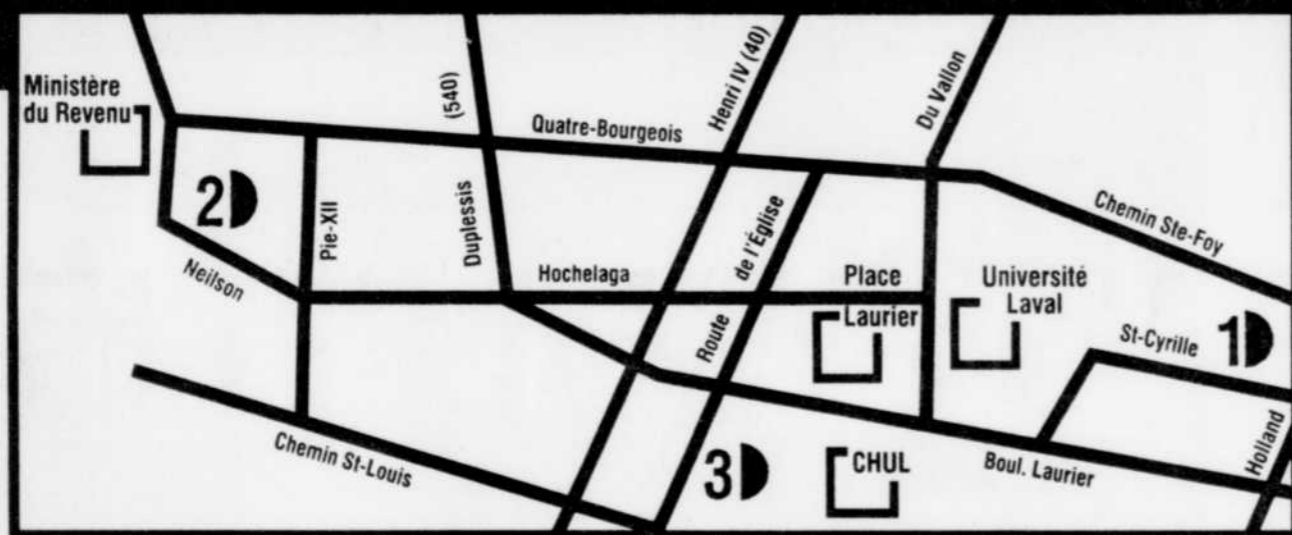 Ministère
du Revenu
(540)
Henri IV (40)
Du Vallon
Quatre-Bourgeois
2
Pie-XII
Duplessis
de l'Église
Chemin Ste-Foy
Neilson
Hochelaga
Place
Laurier
Université
Laval
Route
St-Cyrille
1
Chemin St-Louis
3
CHUL
Boul. Laurier
Holland